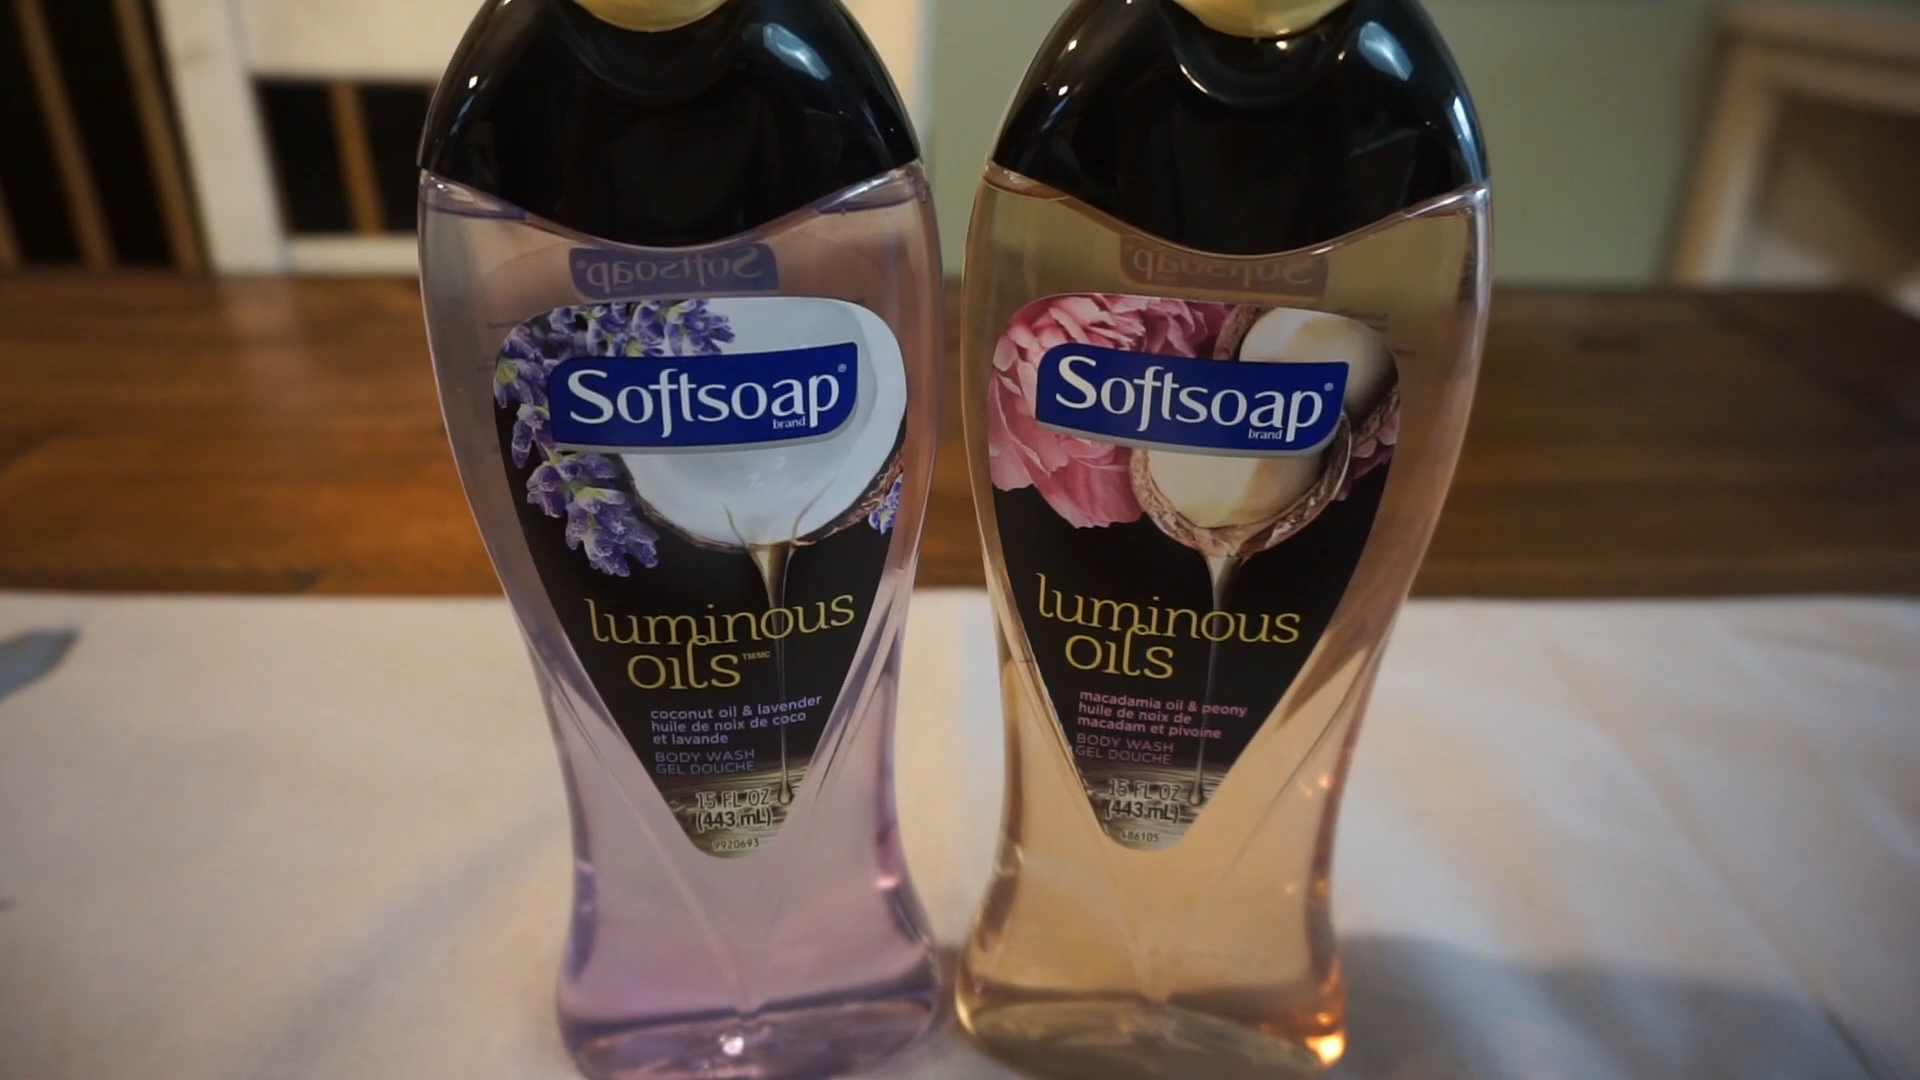 Softsoap®
brand
luminous
oils™/MC
coconut oil & lavender
huile de noix de coco
et lavande
BODY WASH
GEL DOUCHE
15 FL OZ
(443 mL)
9920693
Softsoap®
brand
luminous
oils
macadamia oil & peony
huile de noix de
macadam et pivoine
BODY WASH
GEL DOUCHE
15 FL OZ
(443 mL)
486105